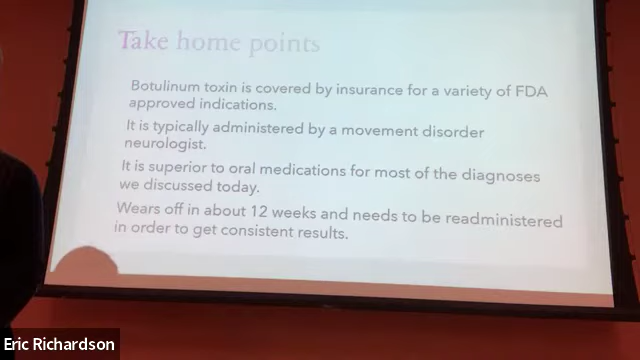 Take home points
Botulinum toxin is covered by insurance for a variety of FDA
approved indications.
It is typically administered by a movement disorder
neurologist.
It is superior to oral medications for most of the diagnoses
we discussed today.
Wears off in about 12 weeks and needs to be readministered
in order to get consistent results.
Eric Richardson